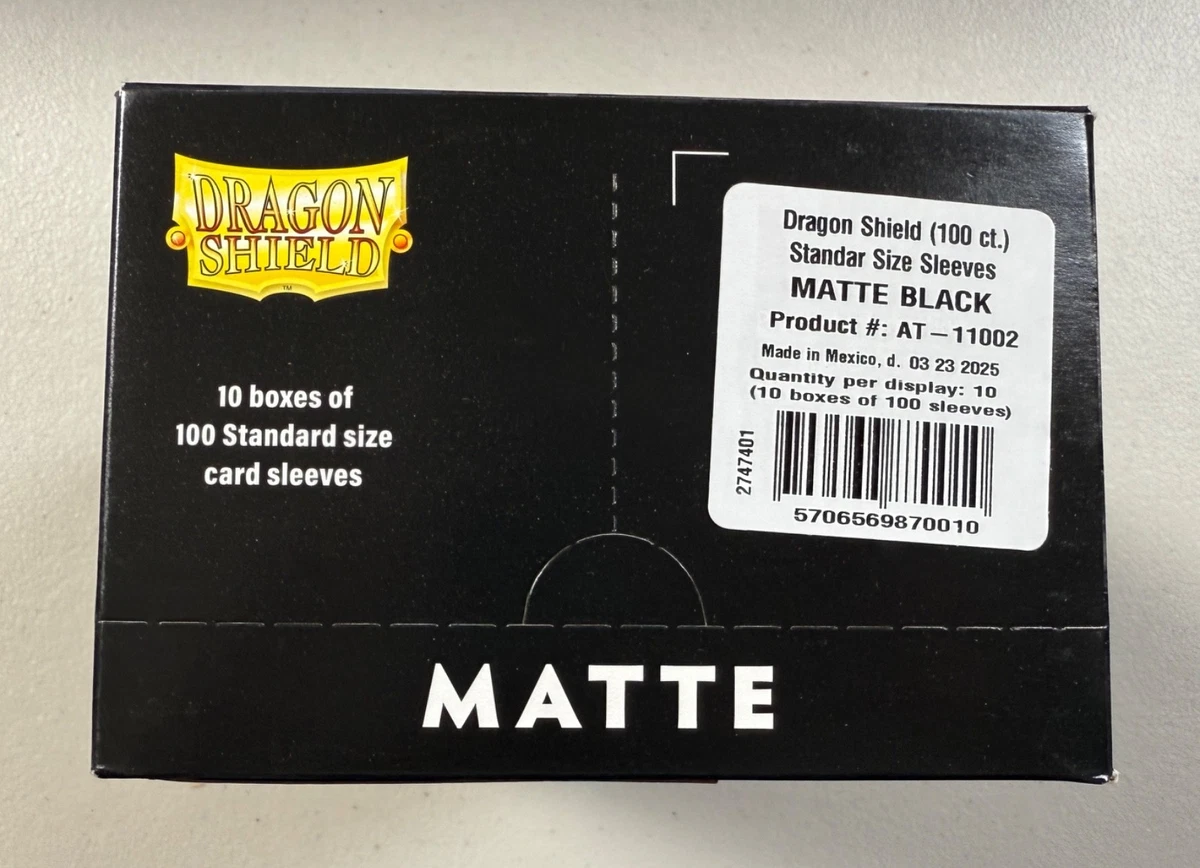 DRAGON
SHIELD
TM
10 boxes of
100 Standard size
card sleeves
Dragon Shield (100 ct.)
Standar Size Sleeves
MATTE BLACK
Product #: AT–11002
Made in Mexico, d. 03 23 2025
Quantity per display: 10
(10 boxes of 100 sleeves)
2747401
5706569870010
MATTE